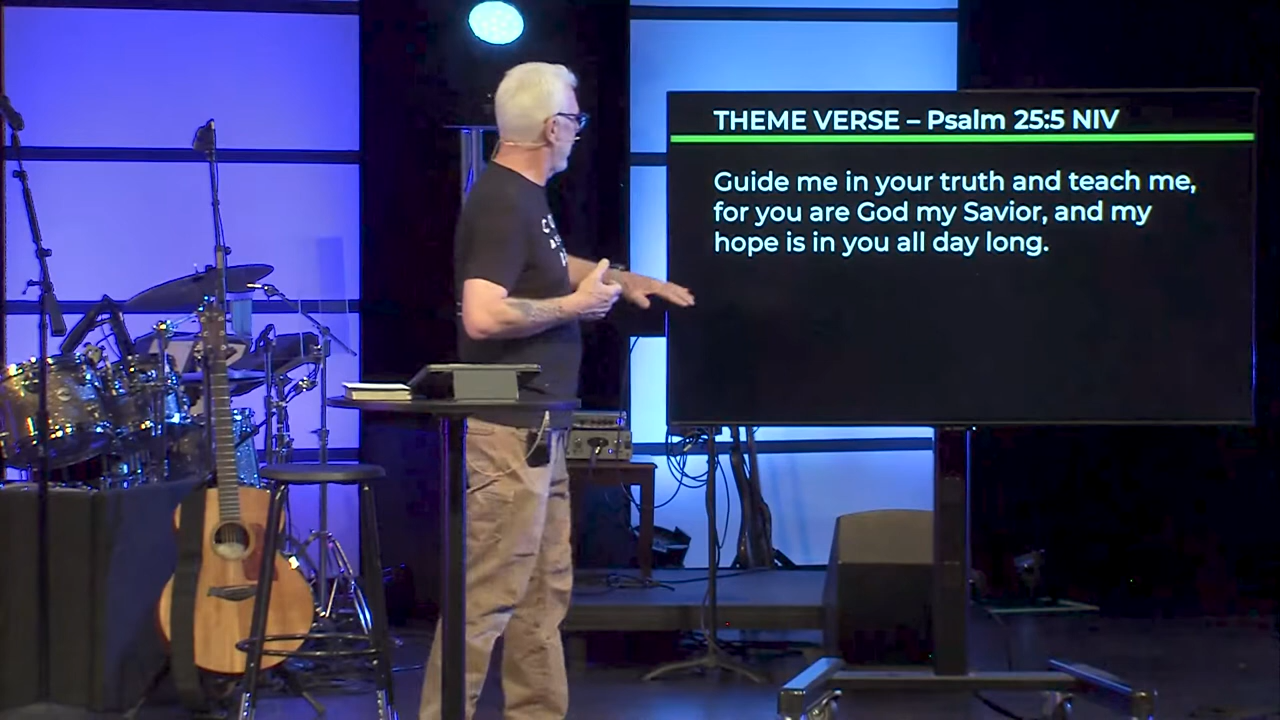 THEME VERSE – Psalm 25:5 NIV
Guide me in your truth and teach me,
for you are God my Savior, and my
hope is in you all day long.